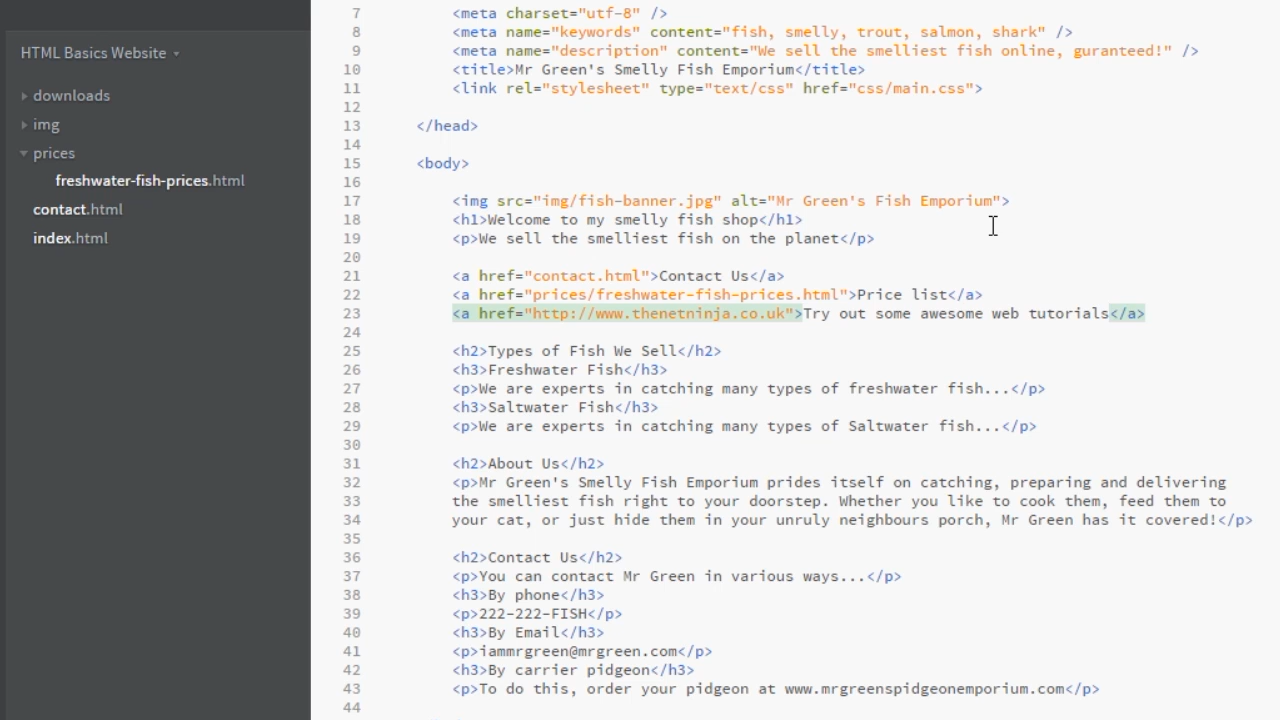 HTML Basics Website
downloads
img
prices
freshwater-fish-prices.html
contact.html
index.html
7 <meta charset="utf-8" />
8 <meta name="keywords" content="fish, smelly, trout, salmon, shark" />
9 <meta name="description" content="We sell the smelliest fish online, guranteed!" />
10 <title>Mr Green's Smelly Fish Emporium</title>
11 <link rel="stylesheet" type="text/css" href="css/main.css">
12
13 </head>
14
15 <body>
16
17 <img src="img/fish-banner.jpg" alt="Mr Green's Fish Emporium">
18 <h1>Welcome to my smelly fish shop</h1>
19 <p>We sell the smelliest fish on the planet</p>
20
21 <a href="contact.html">Contact Us</a>
22 <a href="prices/freshwater-fish-prices.html">Price list</a>
23 <a href="http://www.thenetninja.co.uk">Try out some awesome web tutorials</a>
24
25 <h2>Types of Fish We Sell</h2>
26 <h3>Freshwater Fish</h3>
27 <p>We are experts in catching many types of freshwater fish...</p>
28 <h3>Saltwater Fish</h3>
29 <p>We are experts in catching many types of Saltwater fish...</p>
30
31 <h2>About Us</h2>
32 <p>Mr Green's Smelly Fish Emporium prides itself on catching, preparing and delivering
33 the smelliest fish right to your doorstep. Whether you like to cook them, feed them to
34 your cat, or just hide them in your unruly neighbours porch, Mr Green has it covered!</p>
35
36 <h2>Contact Us</h2>
37 <p>You can contact Mr Green in various ways...</p>
38 <h3>By phone</h3>
39 <p>222-222-FISH</p>
40 <h3>By Email</h3>
41 <p>iammrgreen@mrgreen.com</p>
42 <h3>By carrier pidgeon</h3>
43 <p>To do this, order your pidgeon at www.mrgreenspidgeonemporium.com</p>
44